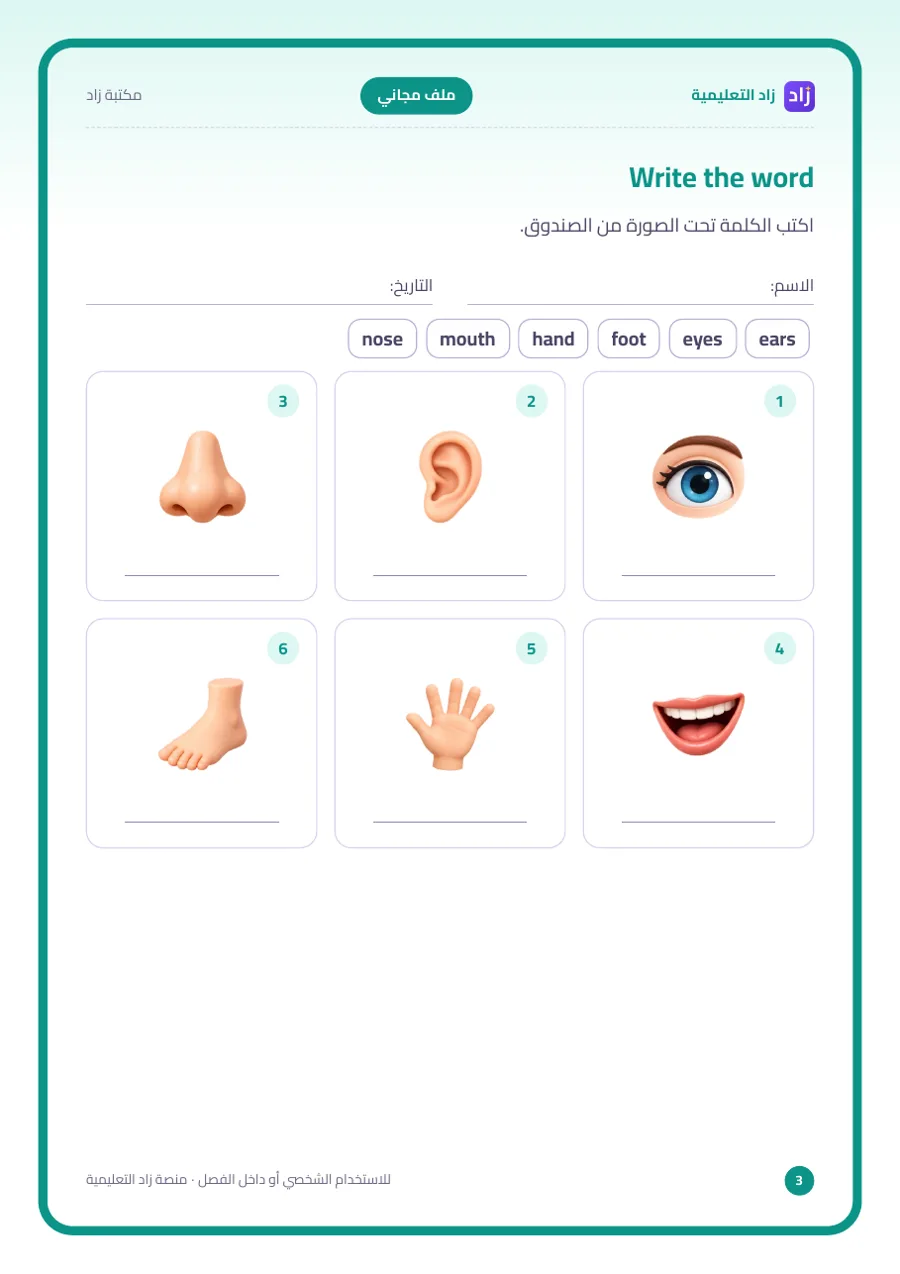 زاد زاد التعليمية
ملف مجاني
مكتبة زاد
Write the word
اكتب الكلمة تحت الصورة من الصندوق.
الاسم:
التاريخ:
ears eyes foot hand mouth nose
1
2
3
4
5
6
3
للاستخدام الشخصي أو داخل الفصل · منصة زاد التعليمية